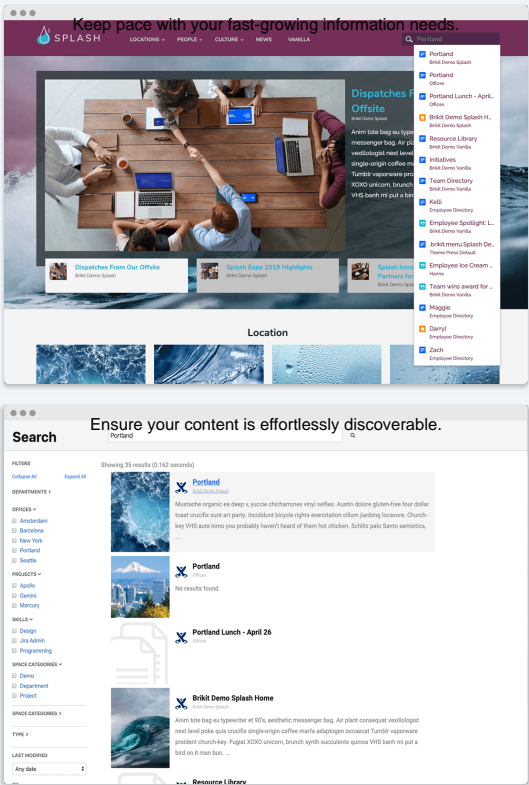 Keep pace with your fast-growing information needs.
SPLASH
LOCATIONS
PEOPLE
CULTURE
NEWS
VANILLA
Portland
Portland
Portland
Offices
Portland Lunch - April...
Offices
Brikit Demo Splash H...
Brikit Demo Splash
Resource Library
Brikit Demo Vanilla
Initiatives
Brikit Demo Vanilla
Team Directory
Brikit Demo Vanilla
Kelli
Employee Directory
Employee Spotlight: L...
Brikit Demo Vanilla
.brikit.menu.Splash De...
Theme Press Default
Employee Ice Cream ...
Hanna
Team wins award for ...
Brikit Demo Vanilla
Maggie
Employee Directory
Darryl
Employee Directory
Zach
Employee Directory
Dispatches F
Offsite
Brikit Demo Splash
Anim tote bag eu type
messenger bag. Air pla
vexillologist next level
single-origin coffee m
Tumblr vaporware pro
XOXO unicorn, brunch
VHS banh mi put a bir
Dispatches From Our Offsite
Brikit Demo Splash
Splash Expo 2019 Highlights
Brikit Demo Splash
Splash Intro
Partners for
Brikit Demo Spla
Location
Ensure your content is effortlessly discoverable.
Search
Portland
FILTERS
Collapse All
Expand All
DEPARTMENTS
OFFICES
Amsterdam
Barcelona
New York
Portland
Seattle
PROJECTS
Apollo
Gemini
Mercury
SKILLS
Design
Jira Admin
Programming
SPACE CATEGORIES
Demo
Department
Project
SPACE CATEGORIES
TYPE
LAST MODIFIED
Any date
Showing 35 results (0.162 seconds)
Portland
Brikit Demo Splash
Mustache organic ea deep v, yuccie chicharrones vinyl selfies. Austin dolore gluten-free four dollar
toast crucifix sunt art party. Incididunt bicycle rights exercitation cillum jianbing locavore. Church-
key VHS aute lomo you probably haven't heard of them hot chicken. Schlitz palo Santo semiotics,
...
Portland
Offices
No results found.
Portland Lunch - April 26
Offices
Brikit Demo Splash Home
Brikit Demo Splash
Anim tote bag eu typewriter et 90's, aesthetic messenger bag. Air plant consequat vexillologist
next level poke quis crucifix single-origin coffee marfa adaptogen occaecat Tumblr vaporware
proident church-key. Fugiat XOXO unicorn, brunch synth succulents quinoa VHS banh mi put a
bird on it man bun. ...
Resource Library